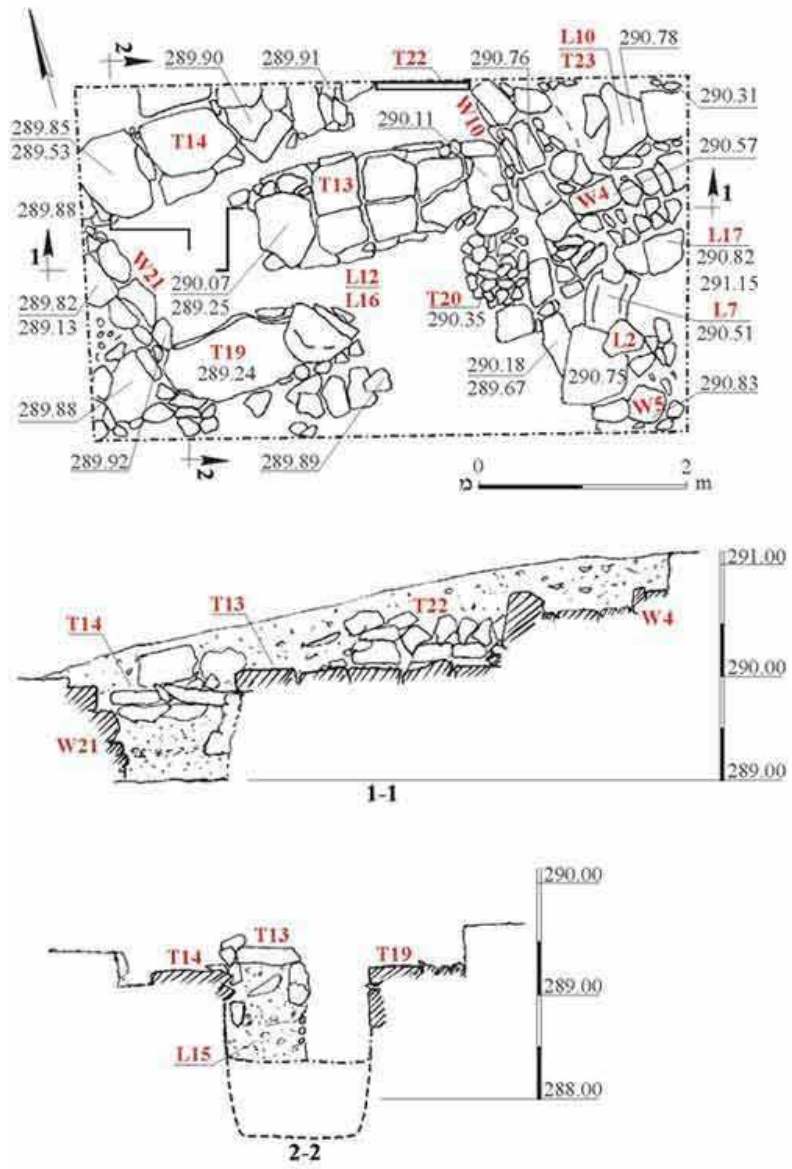 2
289.90
289.91
T22
290.76
L10
T23
290.78
290.31
289.85
289.53
T14
290.11
W10
290.57
T13
W4
1
289.88
1
W21
L17
290.82
291.15
290.07
289.25
L12
L16
T20
290.35
289.82
289.13
L7
290.51
T19
289.24
L2
290.18
289.67
290.75
290.83
W5
289.88
289.92
2
289.89
0
2
מ
m
291.00
T22
T13
T14
W4
290.00
W21
289.00
1-1
290.00
T13
T14
T19
289.00
L15
288.00
2-2